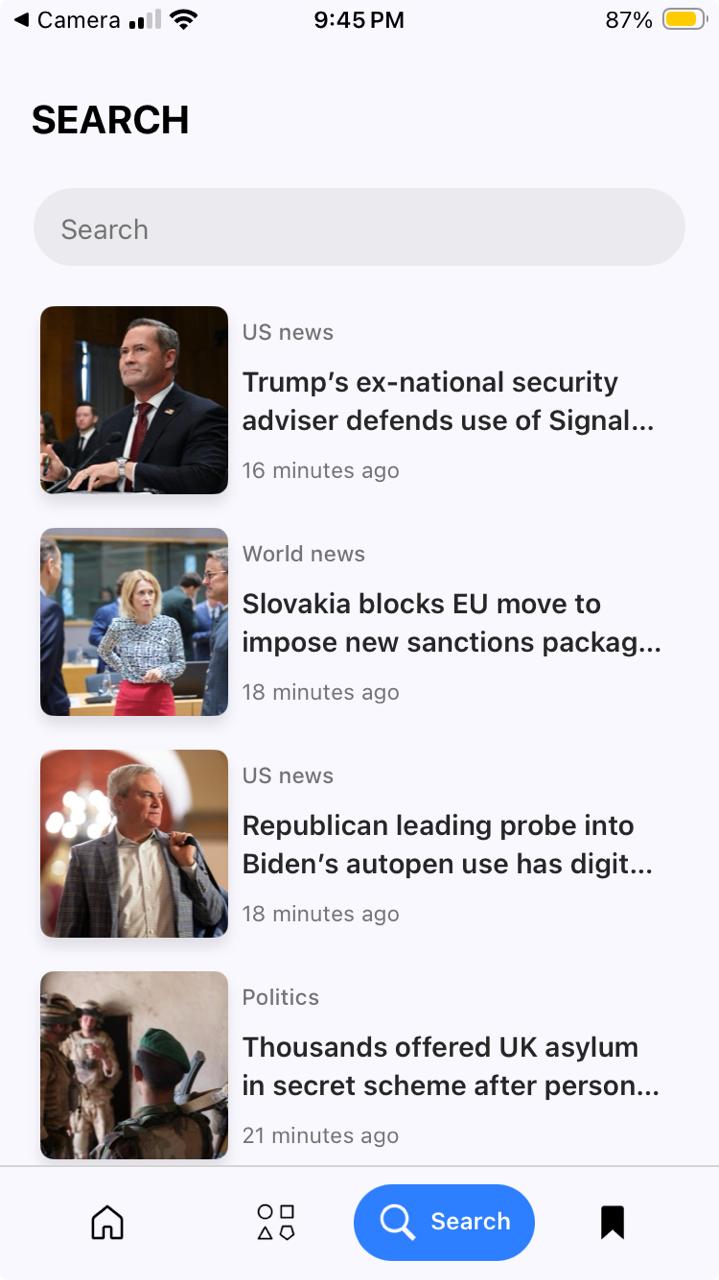 Camera
9:45 PM
87%
SEARCH
Search
US news
Trump’s ex-national security
adviser defends use of Signal...
16 minutes ago
World news
Slovakia blocks EU move to
impose new sanctions packag...
18 minutes ago
US news
Republican leading probe into
Biden’s autopen use has digit...
18 minutes ago
Politics
Thousands offered UK asylum
in secret scheme after person...
21 minutes ago
Search